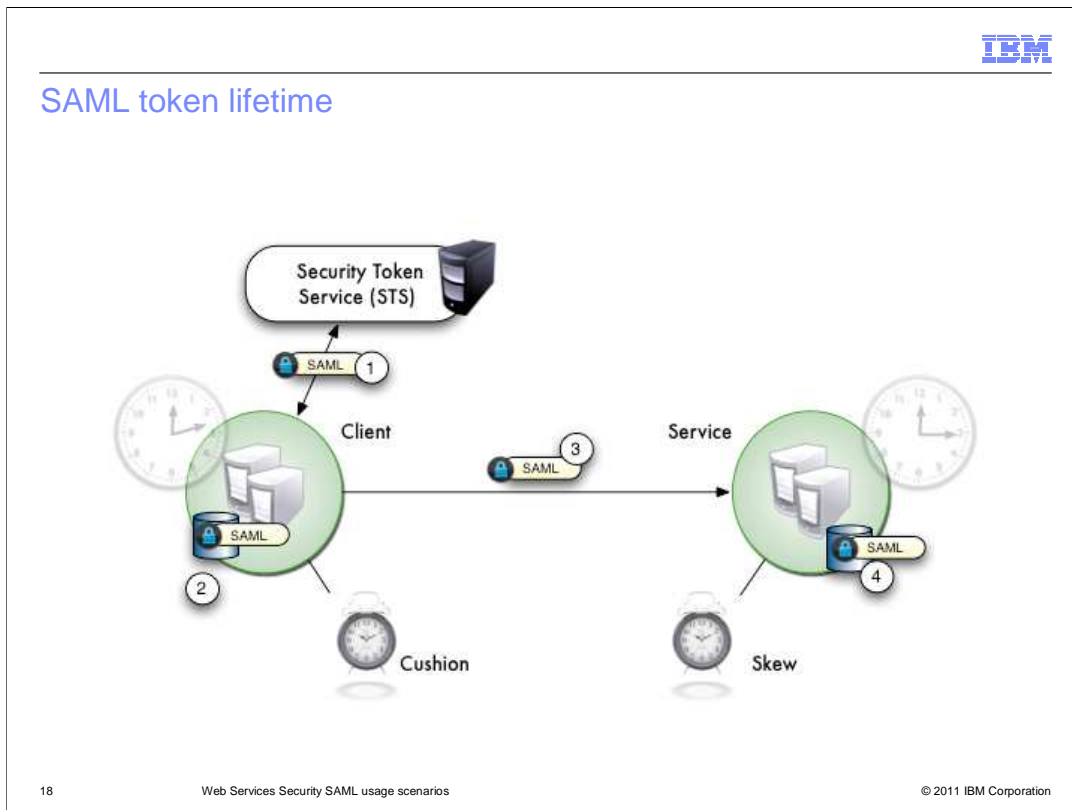 IBM
SAML token lifetime
Security Token
Service (STS)
SAML
1
Client
Service
SAML
3
SAML
2
SAML
4
Cushion
Skew
18
Web Services Security SAML usage scenarios
© 2011 IBM Corporation